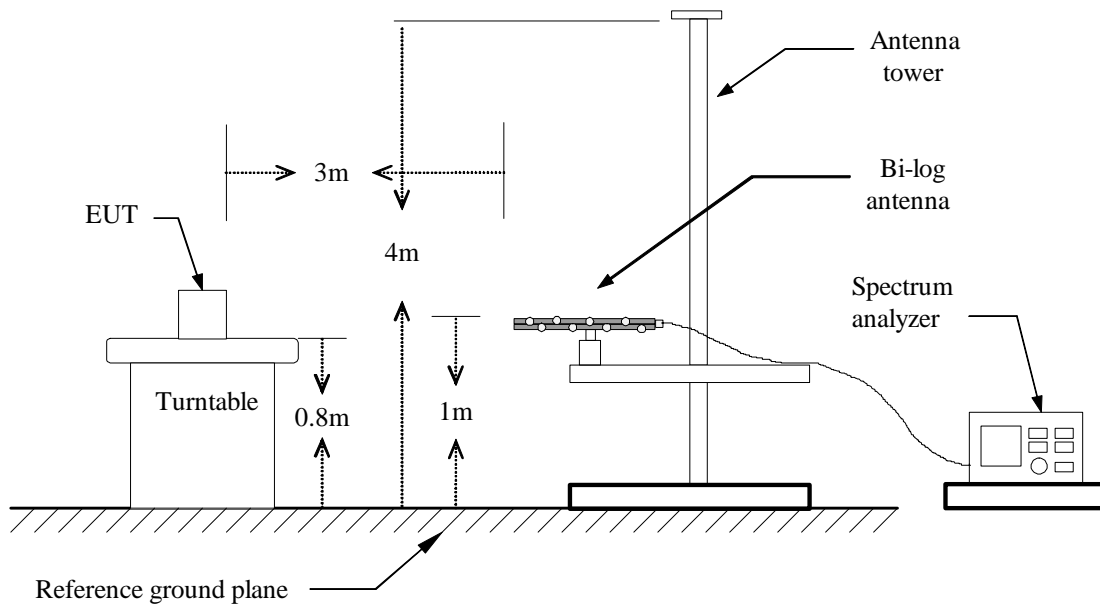 Antenna
tower
3m
Bi-log
antenna
EUT
4m
Spectrum
analyzer
Turntable
0.8m
1m
Reference ground plane